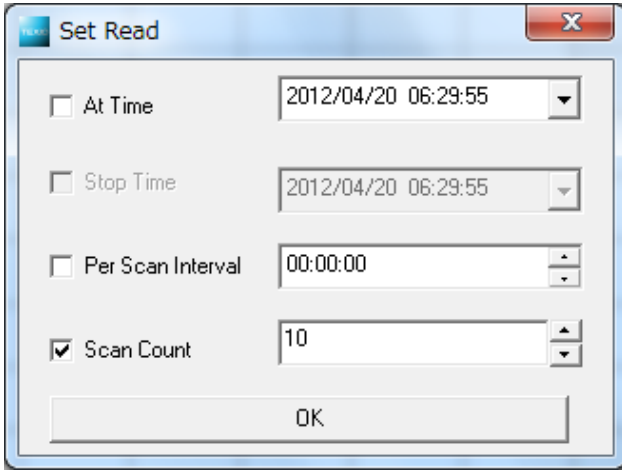 Set Read
At Time 2012/04/20 06:29:55
Stop Time 2012/04/20 06:29:55
Per Scan Interval 00:00:00
Scan Count 10
OK